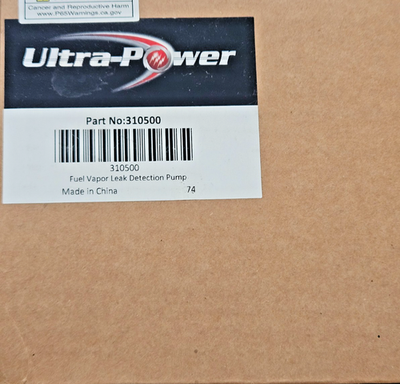 Cancer and Reproductive Harm
www.P65Warnings.ca.gov
Ultra-Power
Part No:310500
310500
Fuel Vapor Leak Detection Pump
Made in China 74